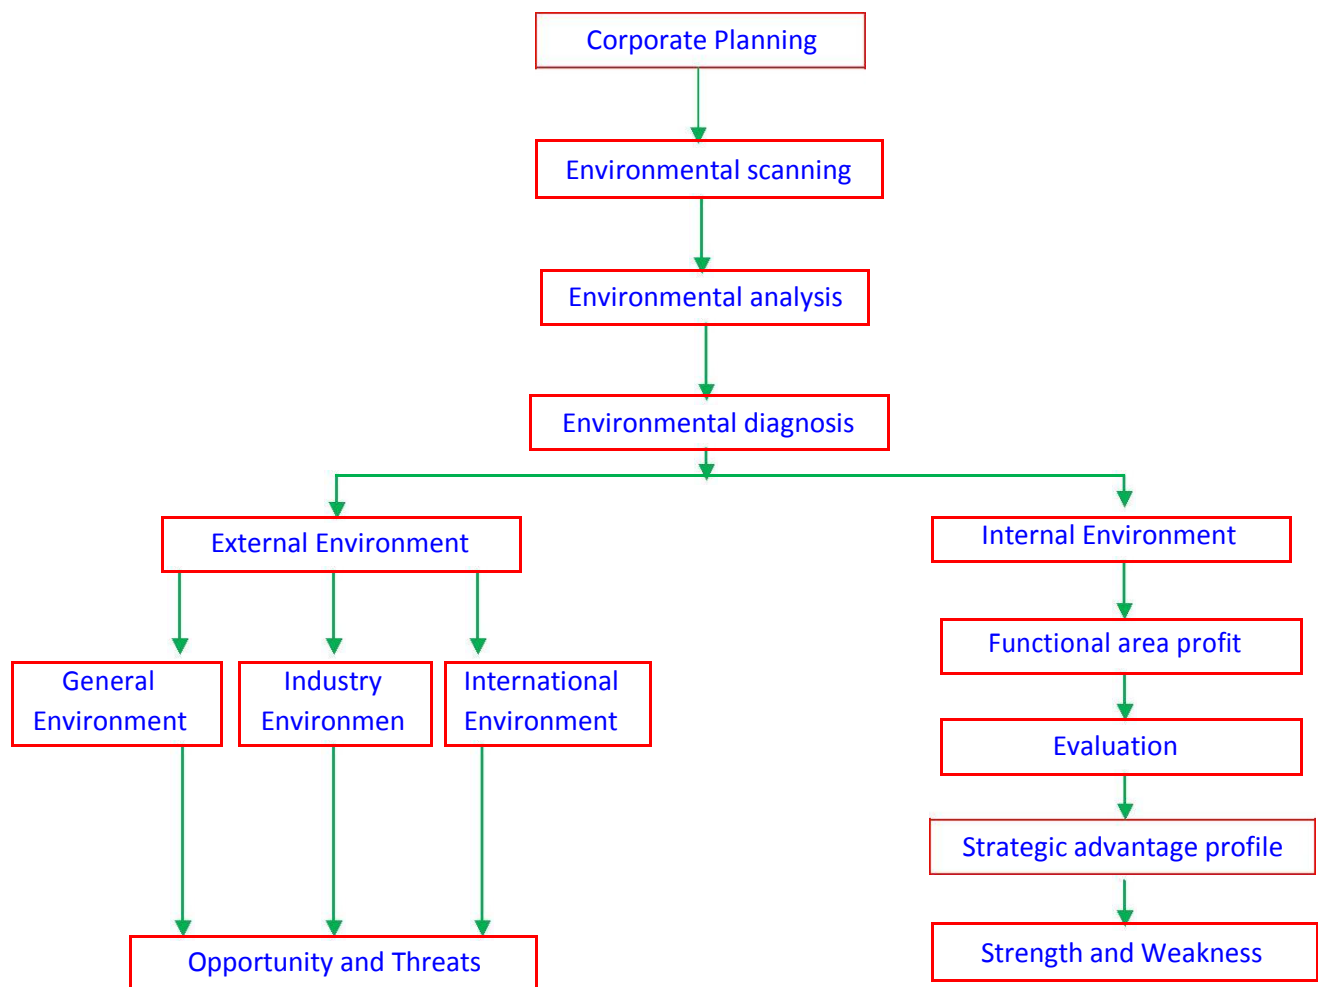 Corporate Planning
Environmental scanning
Environmental analysis
Environmental diagnosis
External Environment
Internal Environment
General
Environment
Industry
Environmen
International
Environment
Functional area profit
Evaluation
Strategic advantage profile
Opportunity and Threats
Strength and Weakness